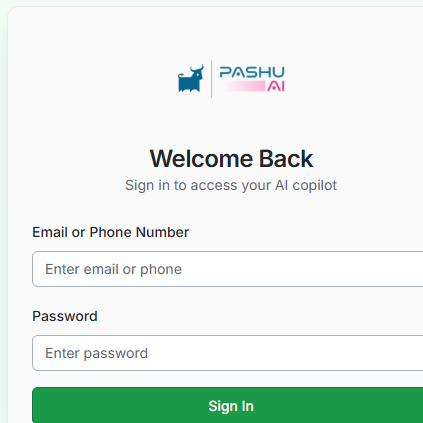 PASHU
AI
Welcome Back
Sign in to access your AI copilot
Email or Phone Number
Enter email or phone
Password
Enter password
Sign In